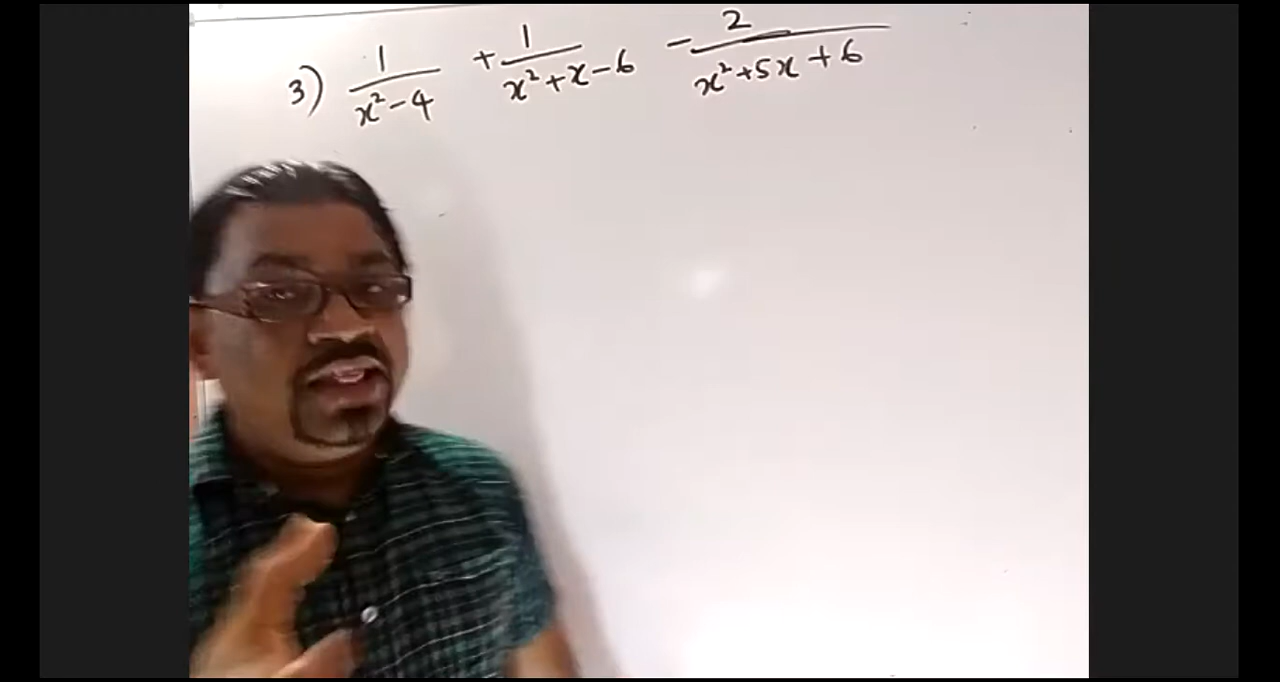 3) 1/(x²-4) + 1/(x²+x-6) - 2/(x²+5x+6)